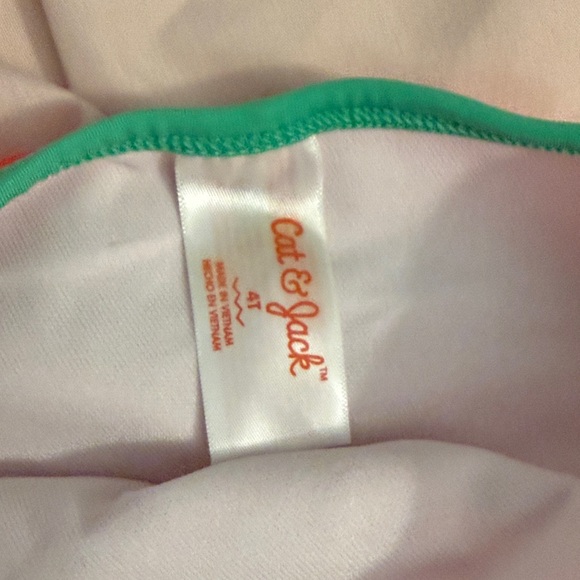 Cat & Jack™
4T
MADE IN VIETNAM
HECHO EN VIETNAM